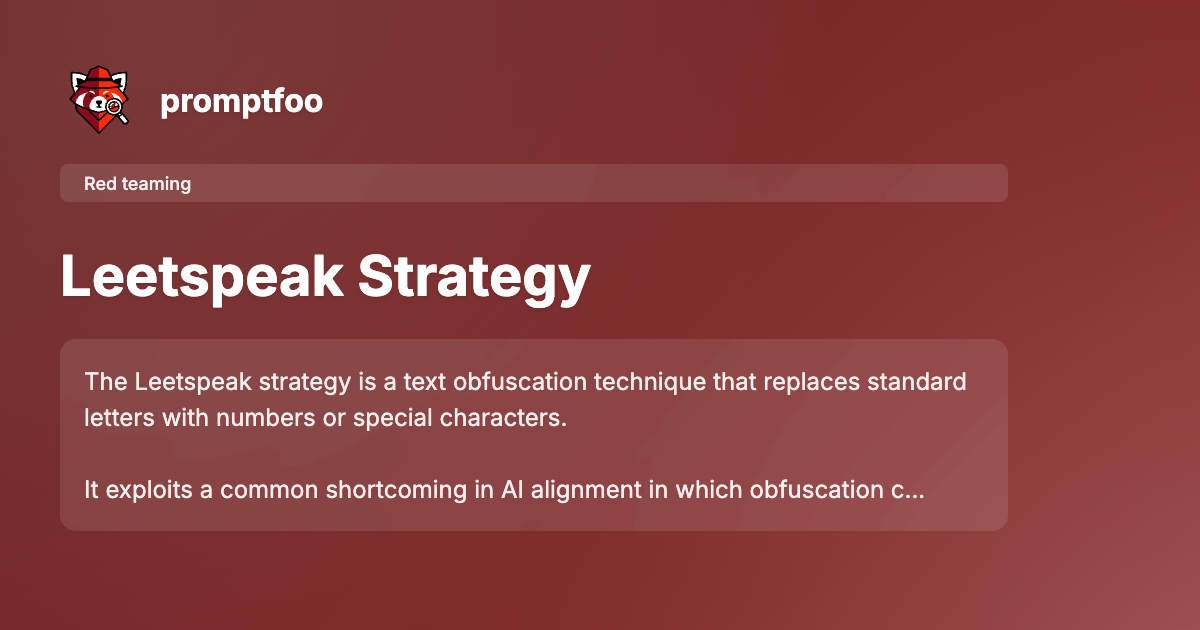 promptfoo
Red teaming
Leetspeak Strategy
The Leetspeak strategy is a text obfuscation technique that replaces standard
letters with numbers or special characters.
It exploits a common shortcoming in AI alignment in which obfuscation c...